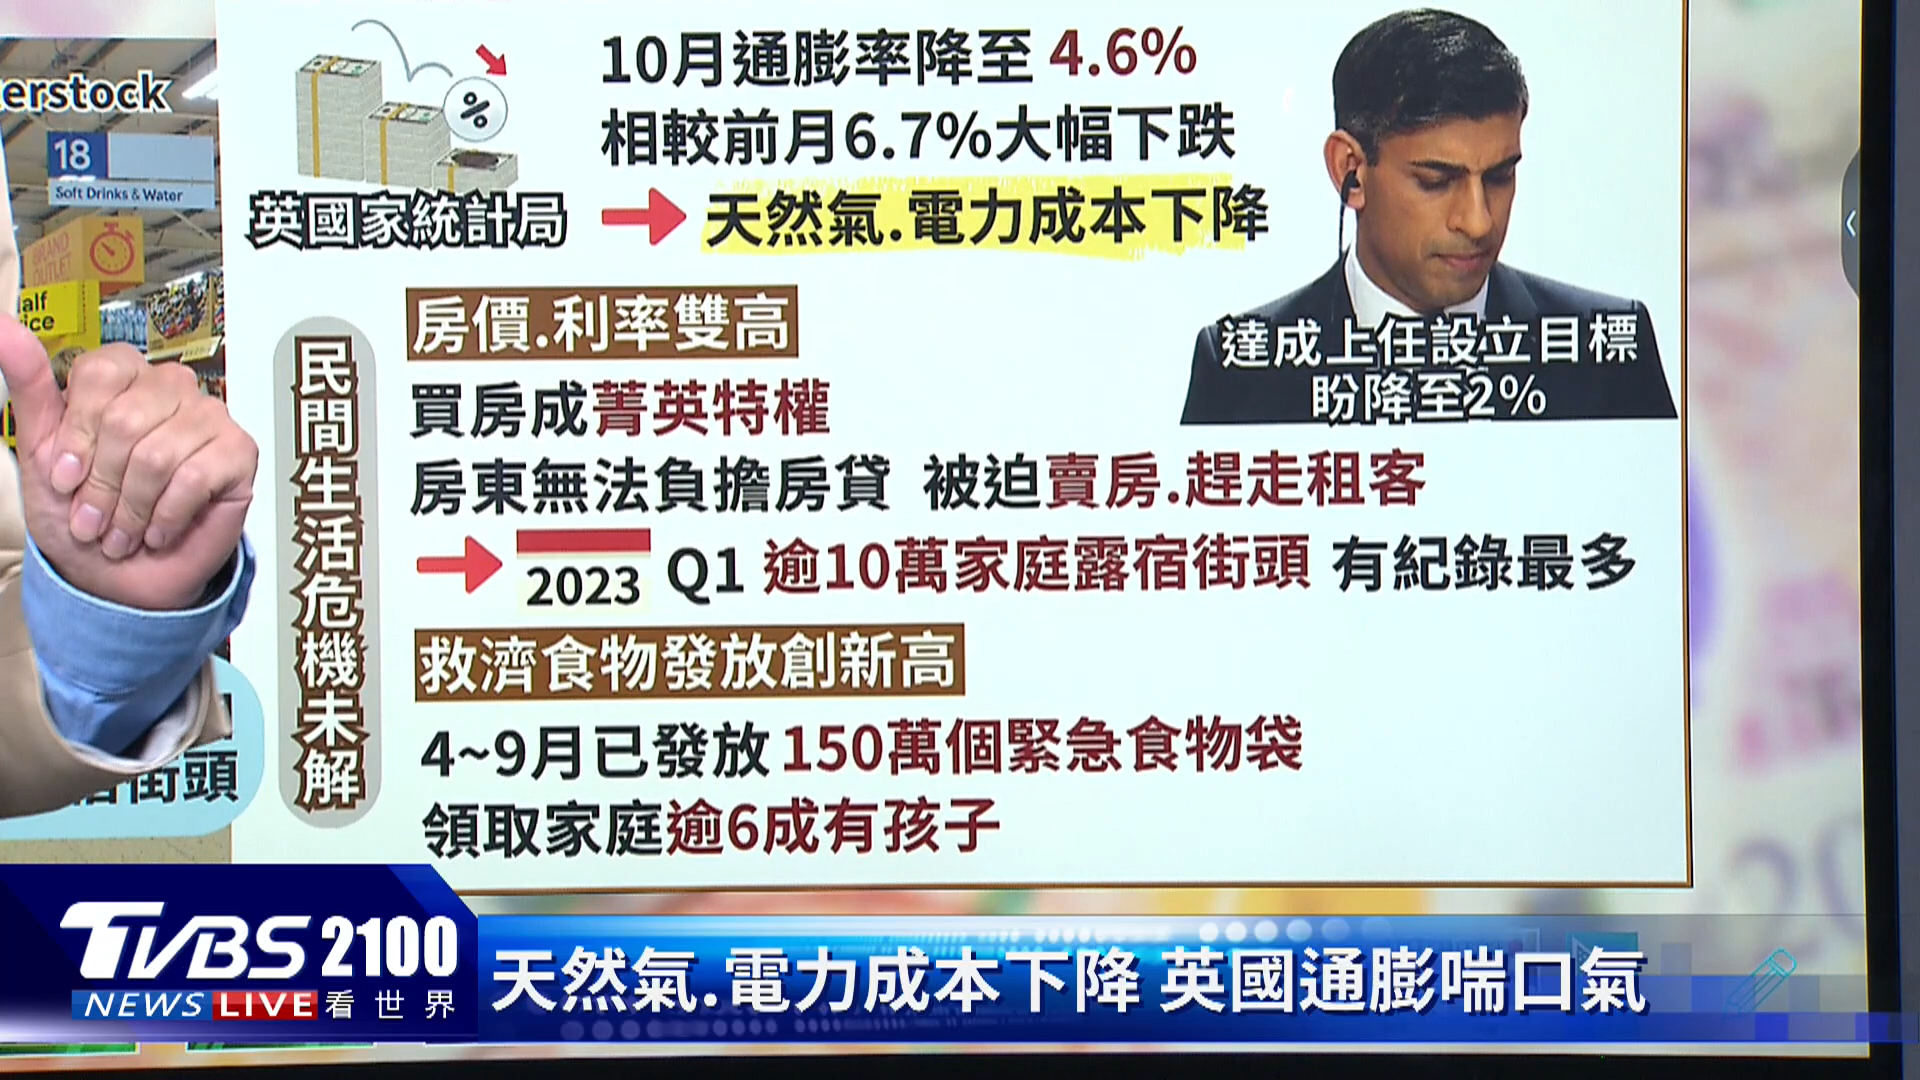 erstock
18
Soft Drinks & Water
BRAND
OUTLET
alf
ice
10月通膨率降至 4.6%
相較前月6.7%大幅下跌
英國家統計局
天然氣.電力成本下降
達成上任設立目標
盼降至2%
民間生活危機未解
房價.利率雙高
買房成菁英特權
房東無法負擔房貸 被迫賣房.趕走租客
2023 Q1 逾10萬家庭露宿街頭 有紀錄最多
救濟食物發放創新高
4~9月已發放150萬個緊急食物袋
領取家庭逾6成有孩子
街頭
TVBS 2100
NEWS LIVE 看世界
天然氣.電力成本下降 英國通膨喘口氣